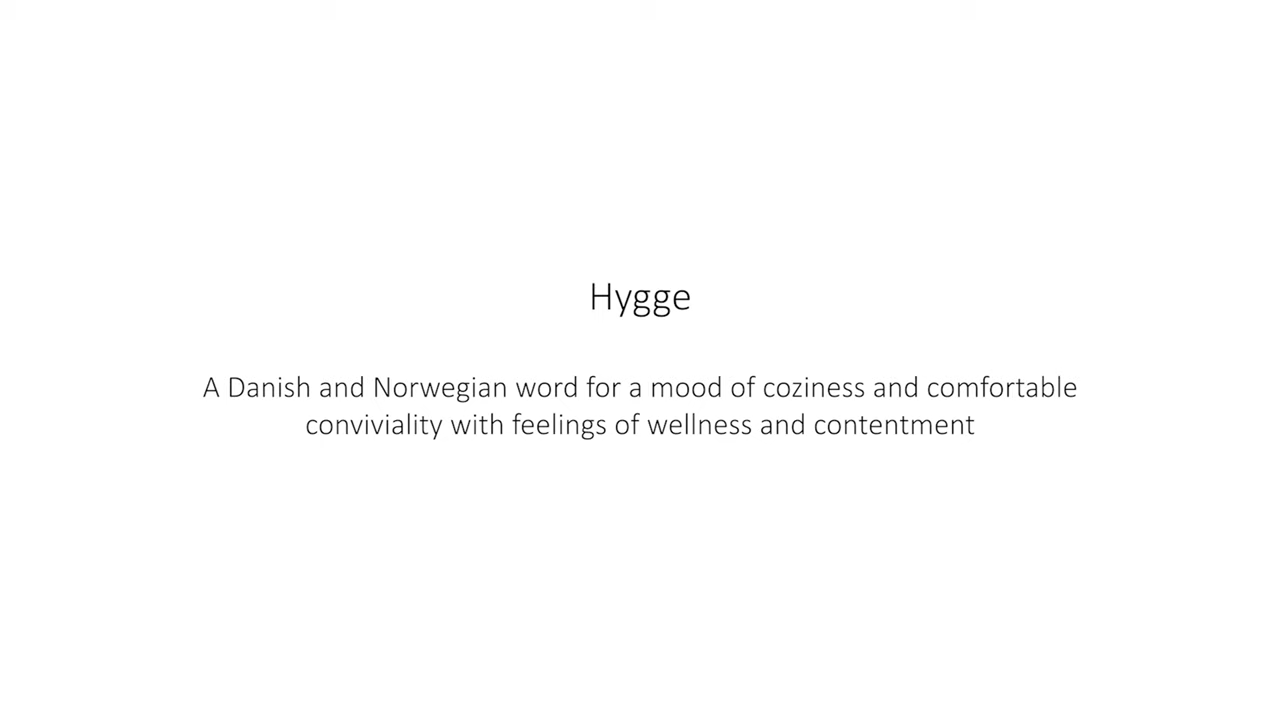 Hygge
A Danish and Norwegian word for a mood of coziness and comfortable
conviviality with feelings of wellness and contentment